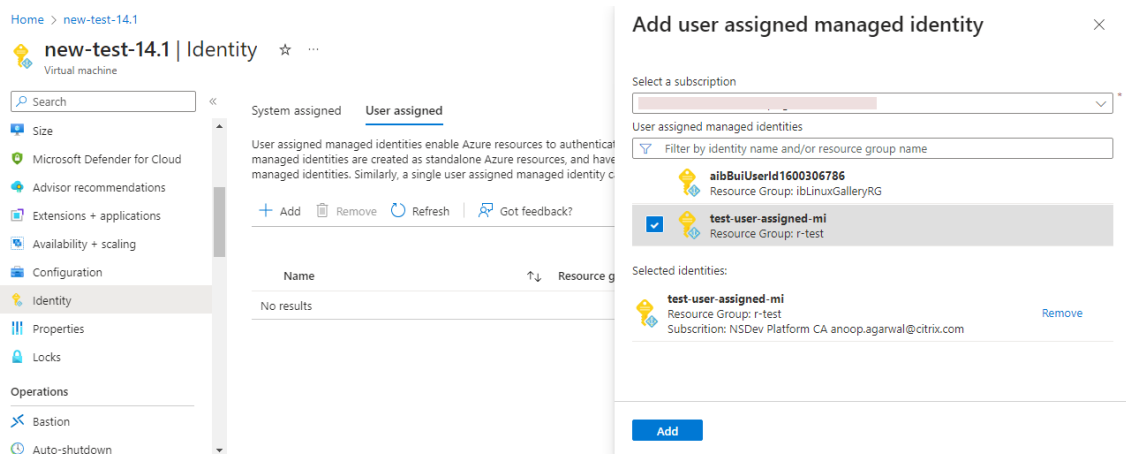 Home > new-test-14.1
new-test-14.1 | Identity
Virtual machine
Search
Size
Microsoft Defender for Cloud
Advisor recommendations
Extensions + applications
Availability + scaling
Configuration
Identity
Properties
Locks
Operations
Bastion
Auto-shutdown
System assigned User assigned
User assigned managed identities enable Azure resources to authenticat
managed identities are created as standalone Azure resources, and have
managed identities. Similarly, a single user assigned managed identity c
Add Remove Refresh Got feedback?
Name Resource g
No results
Add user assigned managed identity
Select a subscription
*
User assigned managed identities
Filter by identity name and/or resource group name
aibBuiUserId1600306786
Resource Group: ibLinuxGalleryRG
test-user-assigned-mi
Resource Group: r-test
Selected identities:
test-user-assigned-mi
Resource Group: r-test
Subscrition: NSDev Platform CA anoop.agarwal@citrix.com
Remove
Add